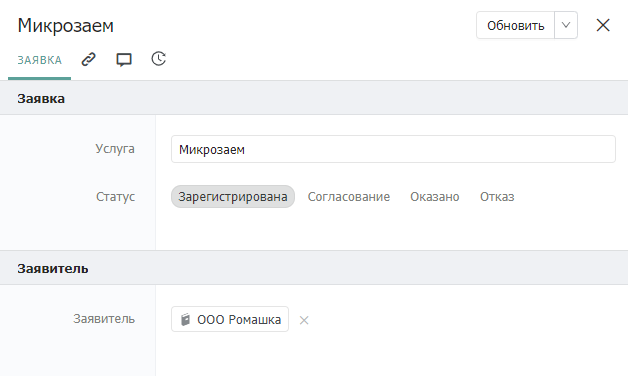 Микрозаем
Обновить
ЗАЯВКА
Заявка
Услуга
Микрозаем
Статус
Зарегистрирована Согласование Оказано Отказ
Заявитель
Заявитель
ООО Ромашка